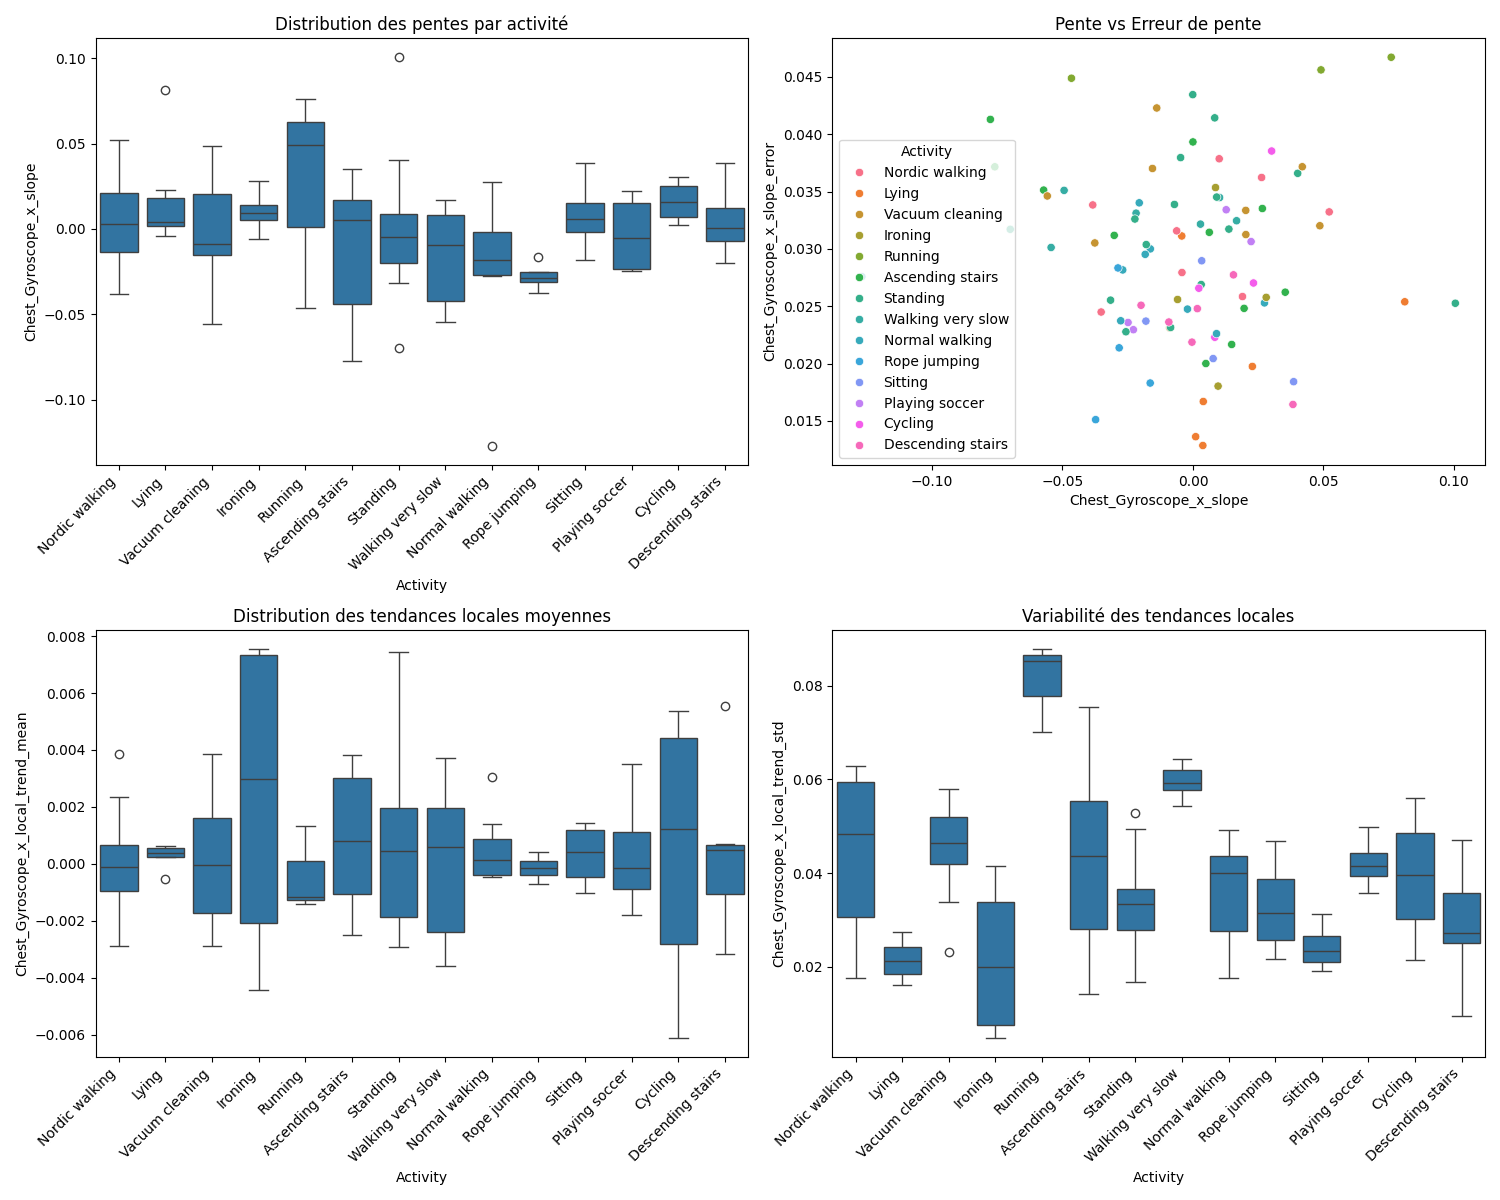 Distribution des pentes par activité
Chest_Gyroscope_x_slope
0.10
0.05
0.00
−0.05
−0.10
Nordic walking
Lying
Vacuum cleaning
Ironing
Running
Ascending stairs
Standing
Walking very slow
Normal walking
Rope jumping
Sitting
Playing soccer
Cycling
Descending stairs
Activity
Pente vs Erreur de pente
Chest_Gyroscope_x_slope_error
0.045
0.040
0.035
0.030
0.025
0.020
0.015
Activity
Nordic walking
Lying
Vacuum cleaning
Ironing
Running
Ascending stairs
Standing
Walking very slow
Normal walking
Rope jumping
Sitting
Playing soccer
Cycling
Descending stairs
−0.10
−0.05
0.00
0.05
0.10
Chest_Gyroscope_x_slope
Distribution des tendances locales moyennes
Chest_Gyroscope_x_local_trend_mean
0.008
0.006
0.004
0.002
0.000
−0.002
−0.004
−0.006
Nordic walking
Lying
Vacuum cleaning
Ironing
Running
Ascending stairs
Standing
Walking very slow
Normal walking
Rope jumping
Sitting
Playing soccer
Cycling
Descending stairs
Activity
Variabilité des tendances locales
Chest_Gyroscope_x_local_trend_std
0.08
0.06
0.04
0.02
Nordic walking
Lying
Vacuum cleaning
Ironing
Running
Ascending stairs
Standing
Walking very slow
Normal walking
Rope jumping
Sitting
Playing soccer
Cycling
Descending stairs
Activity